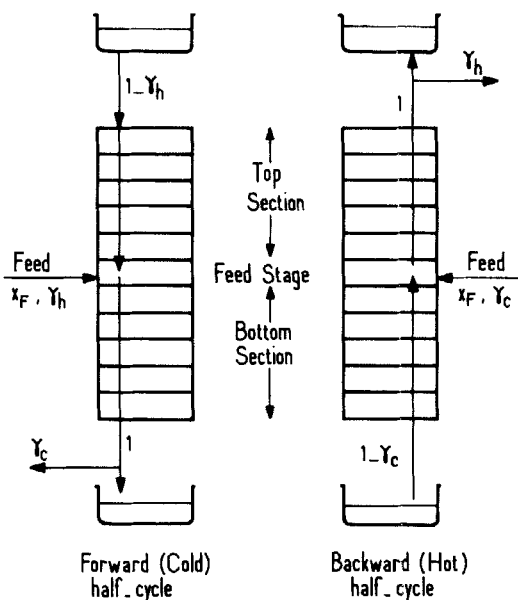 1_γh
γh
1
Top
Section
Feed
xF , γh
Feed Stage
Feed
xF , γc
Bottom
Section
γc
1
1_γc
Forward (Cold)
half_cycle
Backward (Hot)
half_cycle